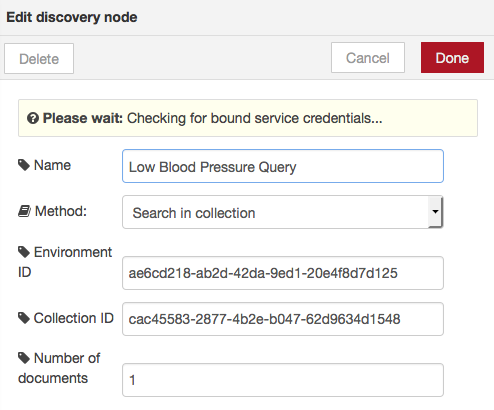 Edit discovery node
Delete Cancel Done
Please wait: Checking for bound service credentials...
Name Low Blood Pressure Query
Method: Search in collection
Environment
ID ae6cd218-ab2d-42da-9ed1-20e4f8d7d125
Collection ID cac45583-2877-4b2e-b047-62d9634d1548
Number of
documents 1